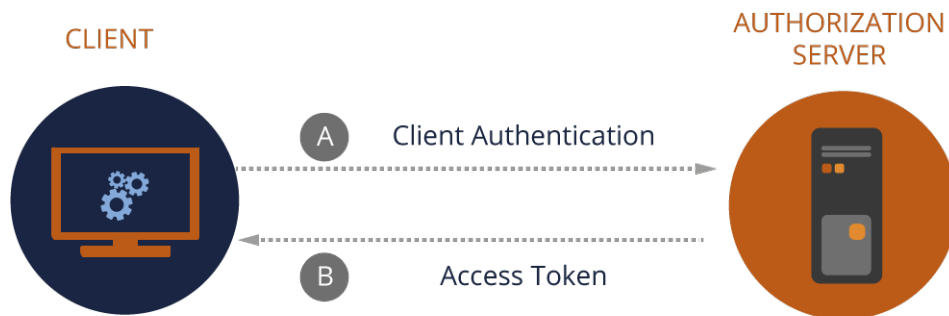 CLIENT
AUTHORIZATION
SERVER
A
Client Authentication
B
Access Token